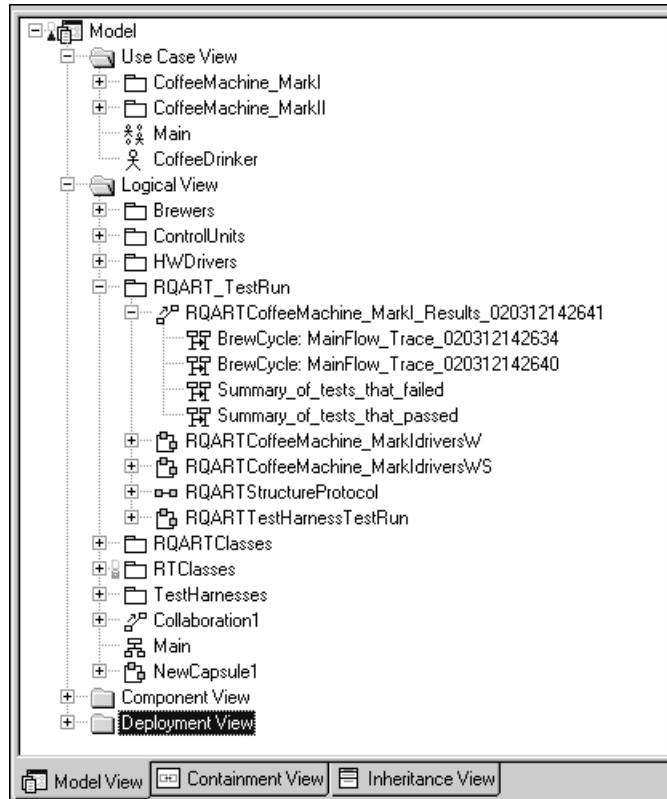 Model
Use Case View
CoffeeMachine_MarkI
CoffeeMachine_MarkII
Main
CoffeeDrinker
Logical View
Brewers
ControlUnits
HWDrivers
RQART_TestRun
RQARTCoffeeMachine_MarkI_Results_020312142641
BrewCycle: MainFlow_Trace_020312142634
BrewCycle: MainFlow_Trace_020312142640
Summary_of_tests_that_failed
Summary_of_tests_that_passed
RQARTCoffeeMachine_MarkIdriversW
RQARTCoffeeMachine_MarkIdriversWS
RQARTStructureProtocol
RQARTTestHarnessTestRun
RQARTClasses
RTClasses
TestHarnesses
Collaboration1
Main
NewCapsule1
Component View
Deployment View
Model View Containment View Inheritance View